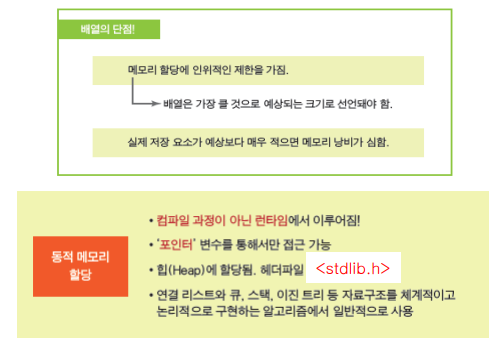 배열의 단점!
메모리 할당에 인위적인 제한을 가짐.
배열은 가장 클 것으로 예상되는 크기로 선언돼야 함.
실제 저장 요소가 예상보다 매우 적으면 메모리 낭비가 심함.
동적 메모리
할당
• 컴파일 과정이 아닌 런타임에서 이루어짐!
• '포인터' 변수를 통해서만 접근 가능
• 힙(Heap)에 할당됨. 헤더파일 <stdlib.h>
• 연결 리스트와 큐, 스택, 이진 트리 등 자료구조를 체계적이고
논리적으로 구현하는 알고리즘에서 일반적으로 사용